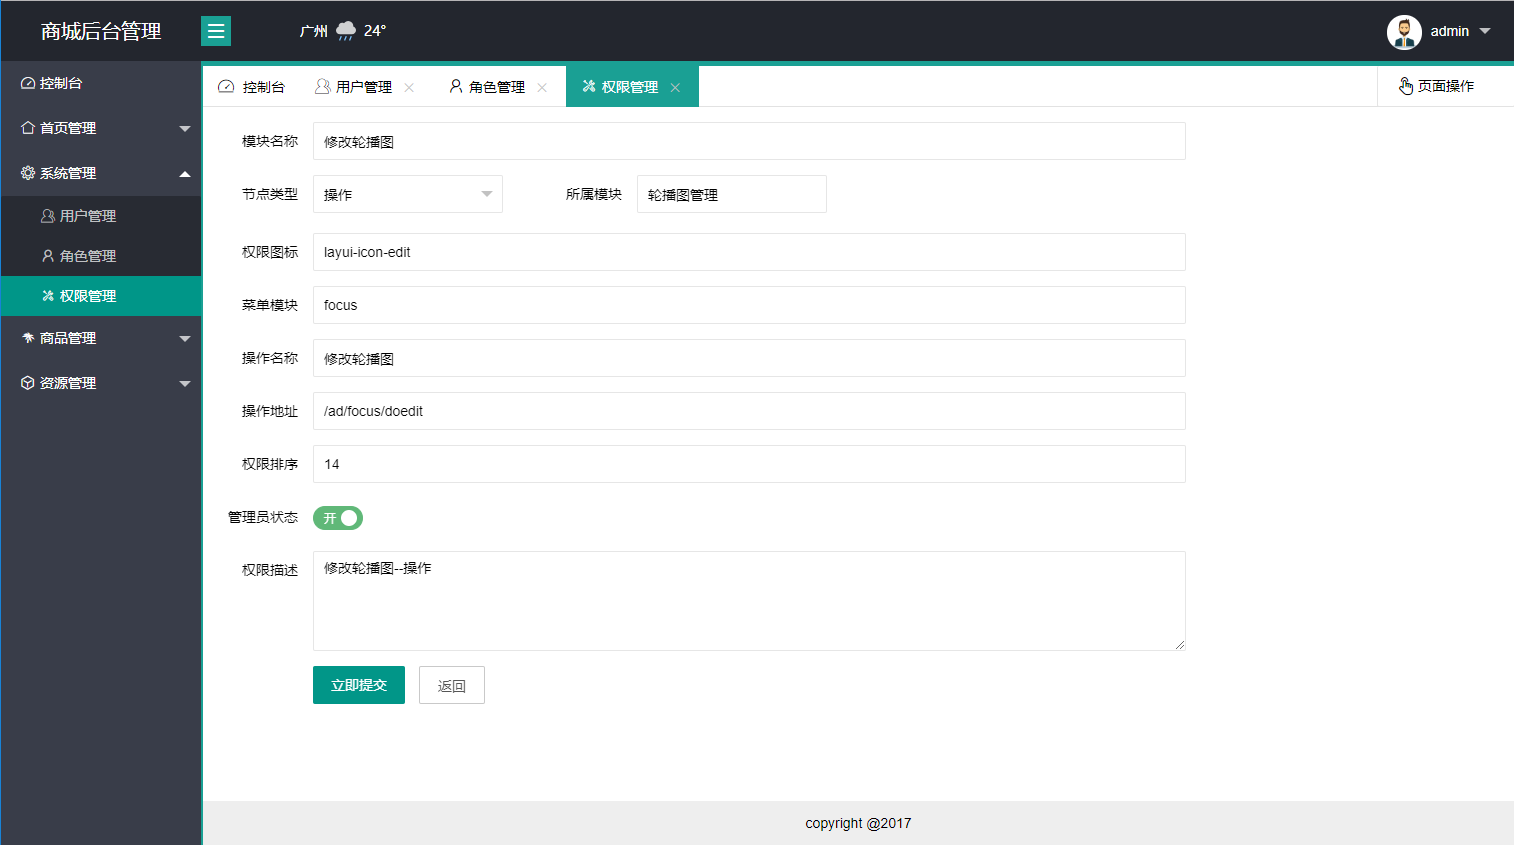 商城后台管理
广州 24°
admin
控制台
首页管理
系统管理
用户管理
角色管理
权限管理
商品管理
资源管理
控制台 用户管理 角色管理 权限管理 页面操作
模块名称 修改轮播图
节点类型 操作 所属模块 轮播图管理
权限图标 layui-icon-edit
菜单模块 focus
操作名称 修改轮播图
操作地址 /ad/focus/doedit
权限排序 14
管理员状态 开
权限描述 修改轮播图--操作
立即提交 返回
copyright @2017